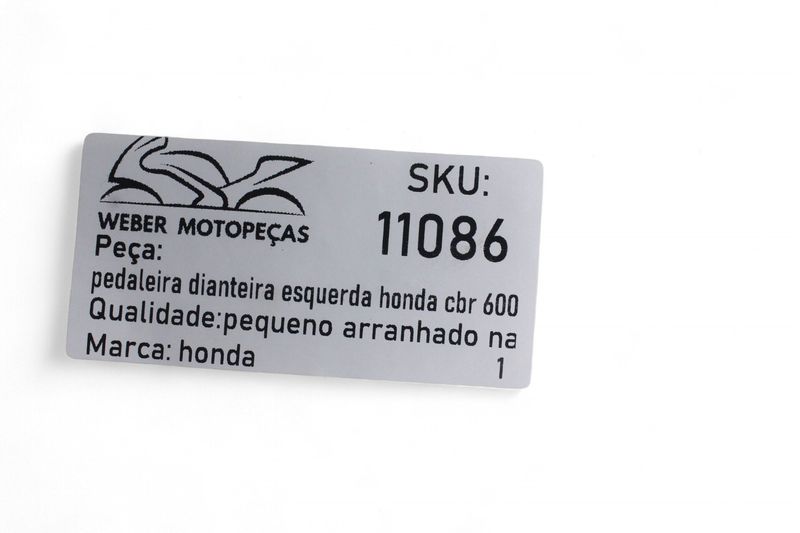 WEBER MOTOPEÇAS
SKU:
11086
Peça:
pedaleira dianteira esquerda honda cbr 600
Qualidade:pequeno arranhado na
Marca: honda
1